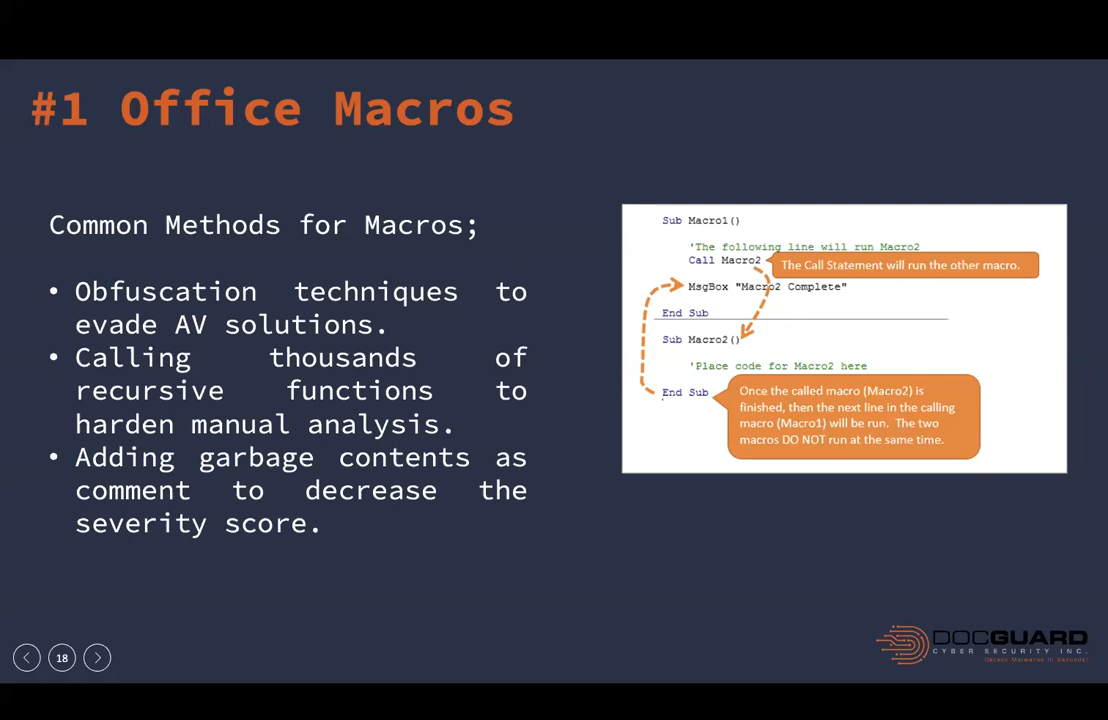 #1 Office Macros
Common Methods for Macros;
• Obfuscation techniques to
evade AV solutions.
• Calling thousands of
recursive functions to
harden manual analysis.
• Adding garbage contents as
comment to decrease the
severity score.
Sub Macro1()
'The following line will run Macro2
Call Macro2
The Call Statement will run the other macro.
MsgBox "Macro2 Complete"
End Sub
Sub Macro2()
'Place code for Macro2 here
End Sub
Once the called macro (Macro2) is
finished, then the next line in the calling
macro (Macro1) will be run. The two
macros DO NOT run at the same time.
18
DOCGUARD
CYBER SECURITY INC.
Detect Malwares in Seconds!